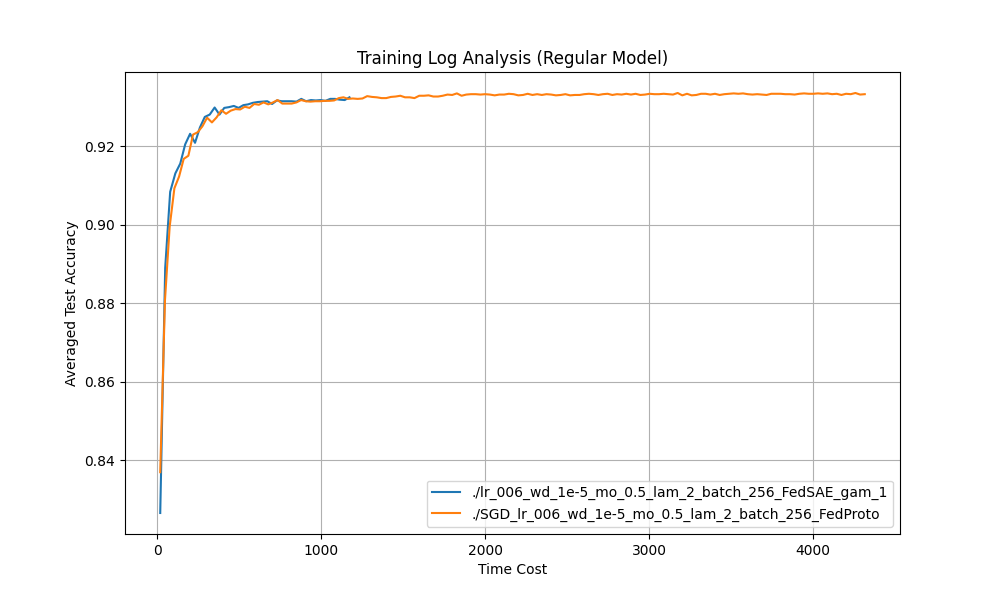 Training Log Analysis (Regular Model)
Averaged Test Accuracy
0.92
0.90
0.88
0.86
0.84
./lr_006_wd_1e-5_mo_0.5_lam_2_batch_256_FedSAE_gam_1
./SGD_lr_006_wd_1e-5_mo_0.5_lam_2_batch_256_FedProto
0 1000 2000 3000 4000
Time Cost